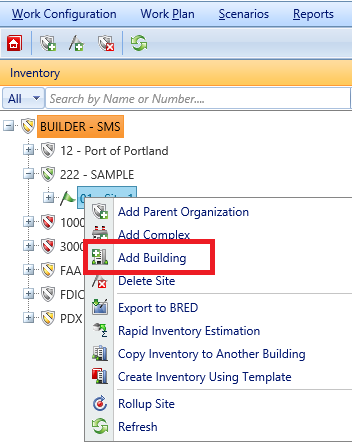 Work Configuration Work Plan Scenarios Reports
Inventory
All Search by Name or Number....
BUILDER - SMS
12 - Port of Portland
222 - SAMPLE
01 - Site 1
Add Parent Organization
1000
Add Complex
3000
Add Building
FAA
Delete Site
FDIC
Export to BRED
PDX
Rapid Inventory Estimation
Copy Inventory to Another Building
Create Inventory Using Template
Rollup Site
Refresh